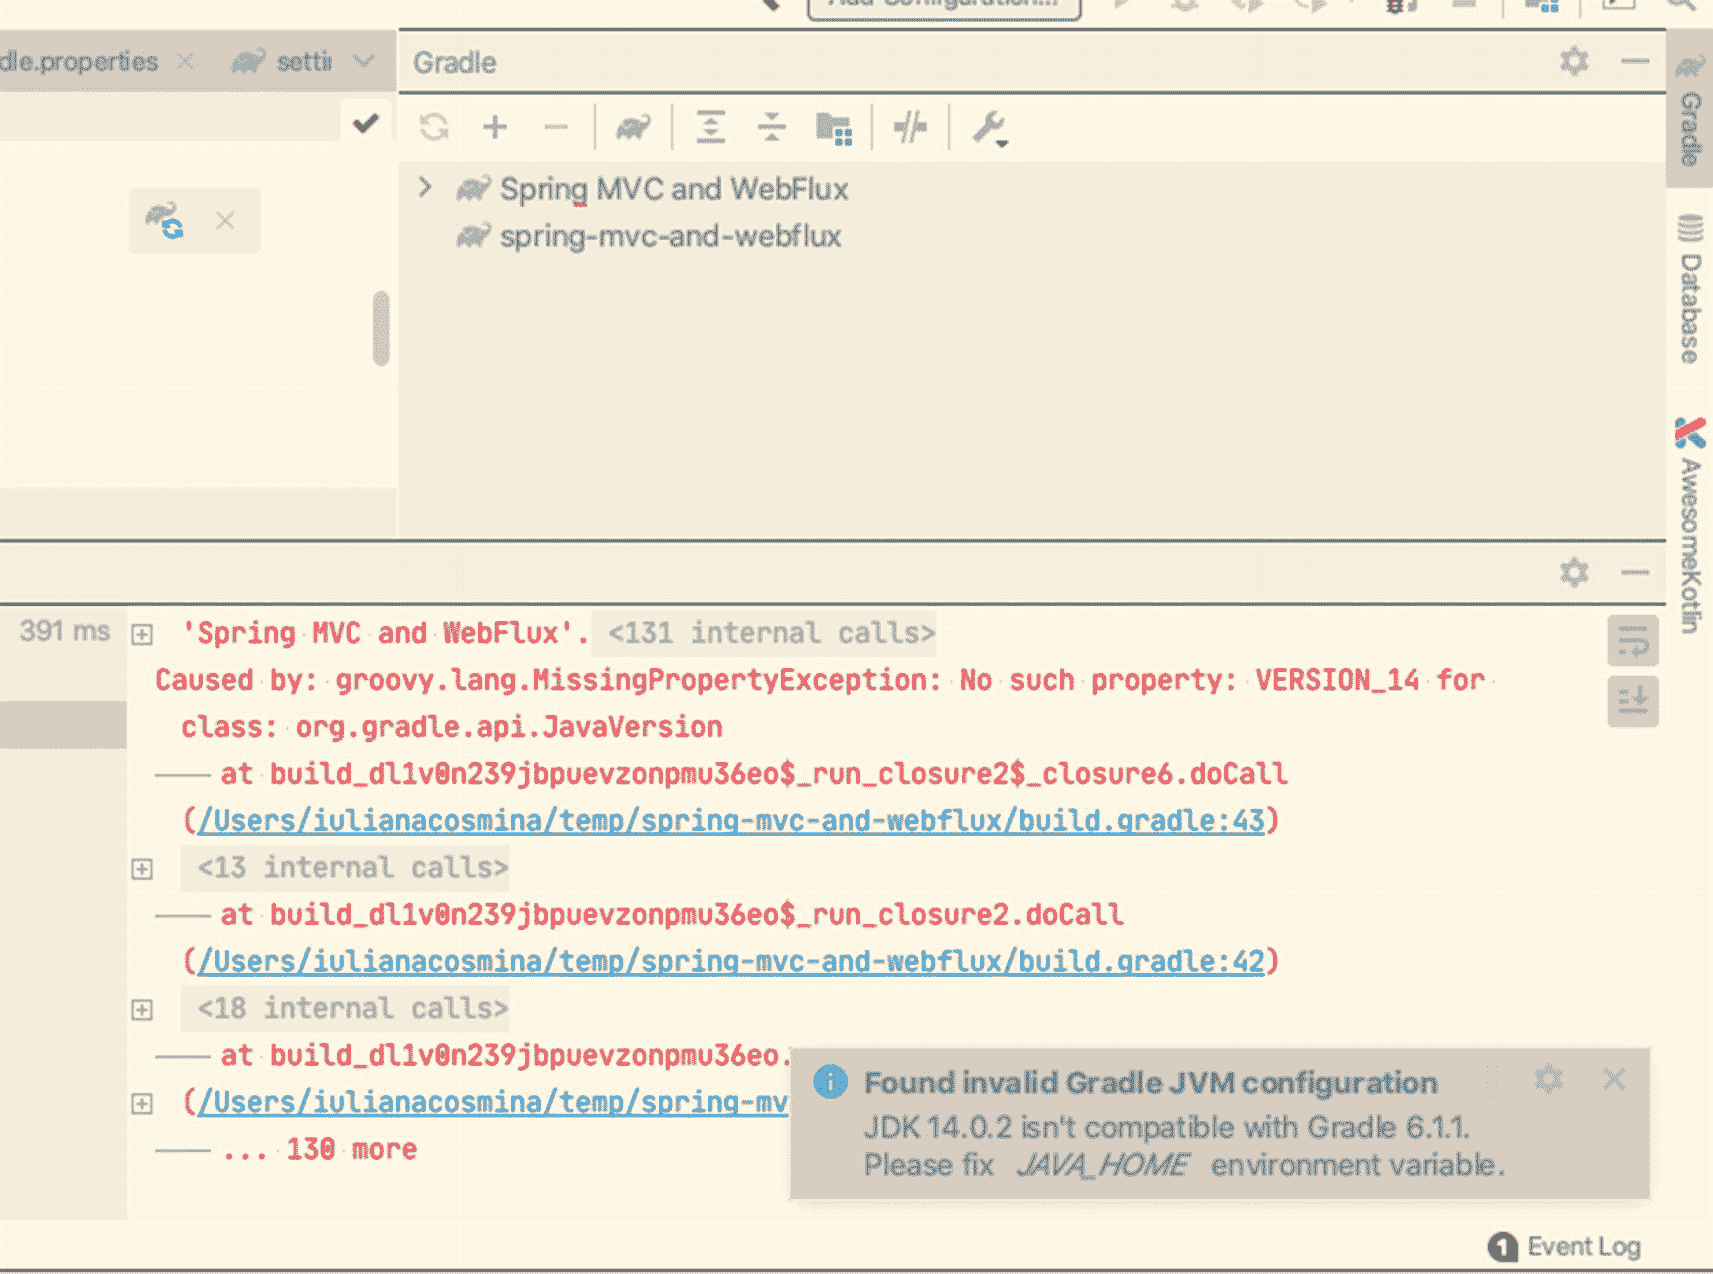 dle.properties
Gradle
Gradle
Spring MVC and WebFlux
spring-mvc-and-webflux
Database
AwesomeKotlin
391 ms
'Spring MVC and WebFlux'. <131 internal calls>
Caused by: groovy.lang.MissingPropertyException: No such property: VERSION_14 for
class: org.gradle.api.JavaVersion
at build_dl1v0n239jbpuevzonpmu36eo$_run_closure2$_closure6.doCall
(/Users/iulianacosmina/temp/spring-mvc-and-webflux/build.gradle:43)
<13 internal calls>
at build_dl1v0n239jbpuevzonpmu36eo$_run_closure2.doCall
(/Users/iulianacosmina/temp/spring-mvc-and-webflux/build.gradle:42)
<18 internal calls>
at build_dl1v0n239jbpuevzonpmu36eo.
(/Users/iulianacosmina/temp/spring-mv
... 130 more
Found invalid Gradle JVM configuration
JDK 14.0.2 isn't compatible with Gradle 6.1.1.
Please fix JAVA_HOME environment variable.
1 Event Log